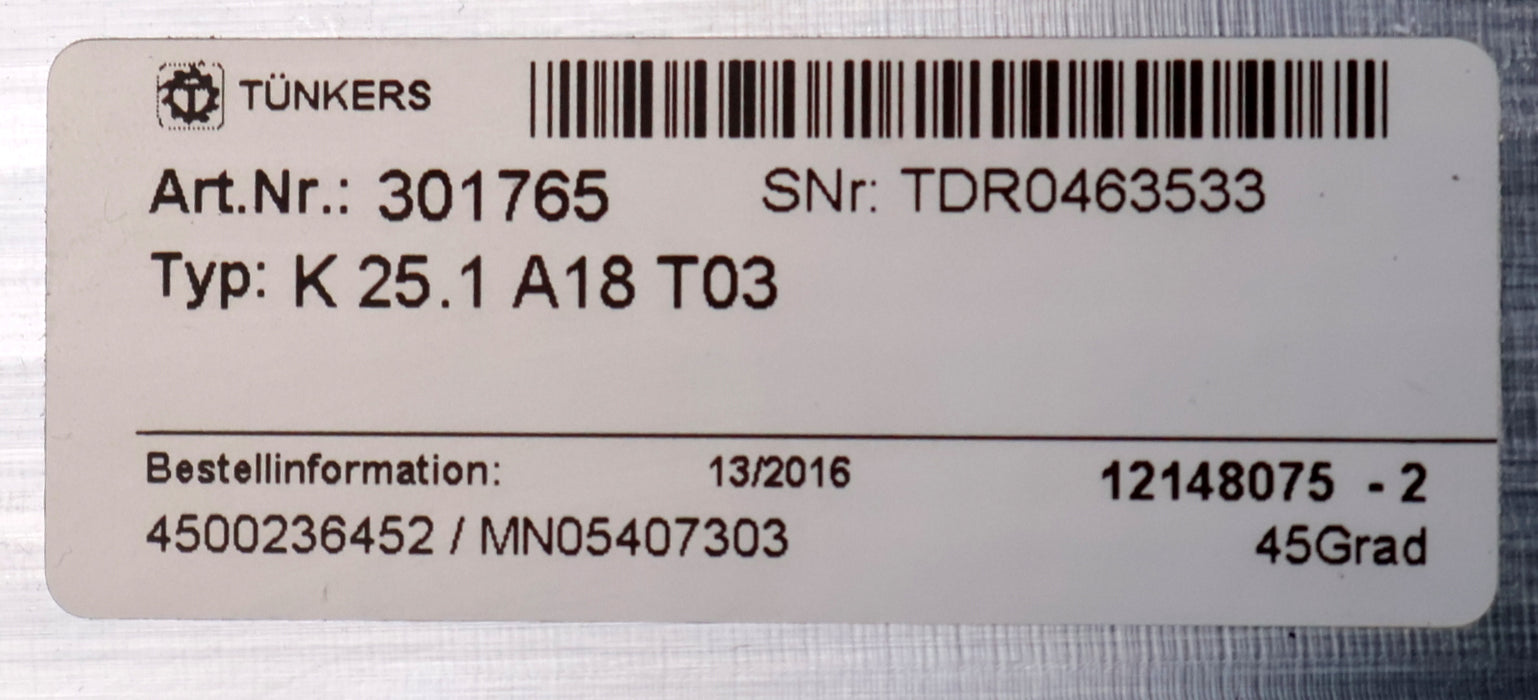 TÜNKERS
Art.Nr.: 301765 SNr: TDR0463533
Typ: K 25.1 A18 T03
Bestellinformation: 13/2016 12148075 - 2
4500236452 / MN05407303 45Grad